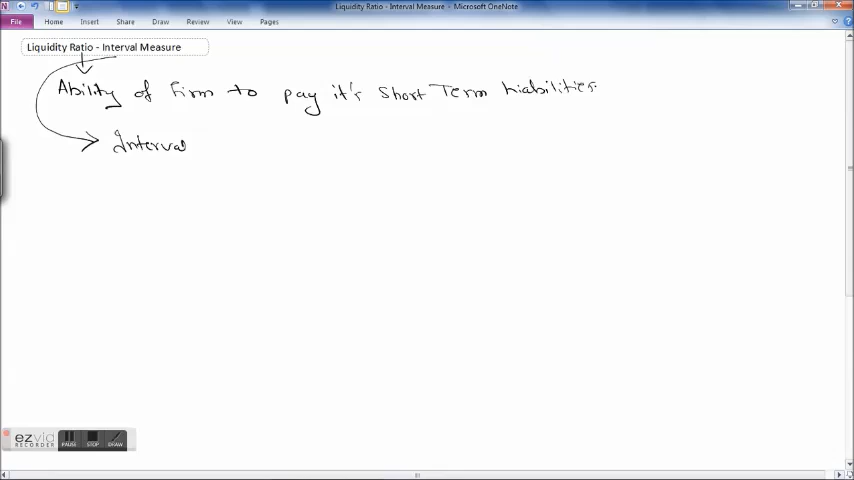 Liquidity Ratio - Interval Measure - Microsoft OneNote
File Home Insert Share Draw Review View Pages
Liquidity Ratio - Interval Measure
Ability of Firm to pay it's Short Term Liabilities.
Interval
ezvid
RECORDER
PAUSE STOP DRAW